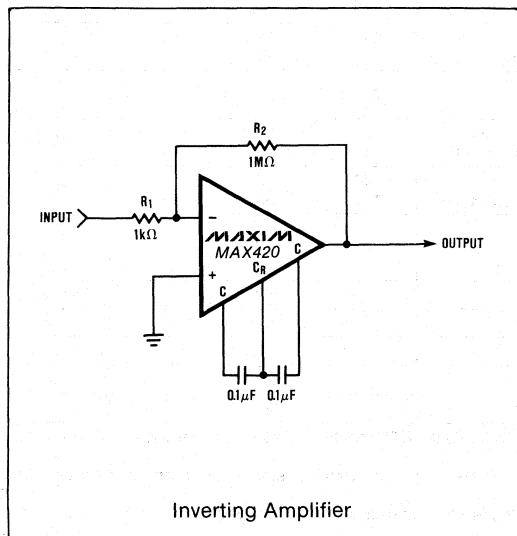 R2
1MΩ
R1
INPUT
1kΩ
−
MAXIM
MAX420
C
CR
+
C
OUTPUT
0.1μF
0.1μF
Inverting Amplifier